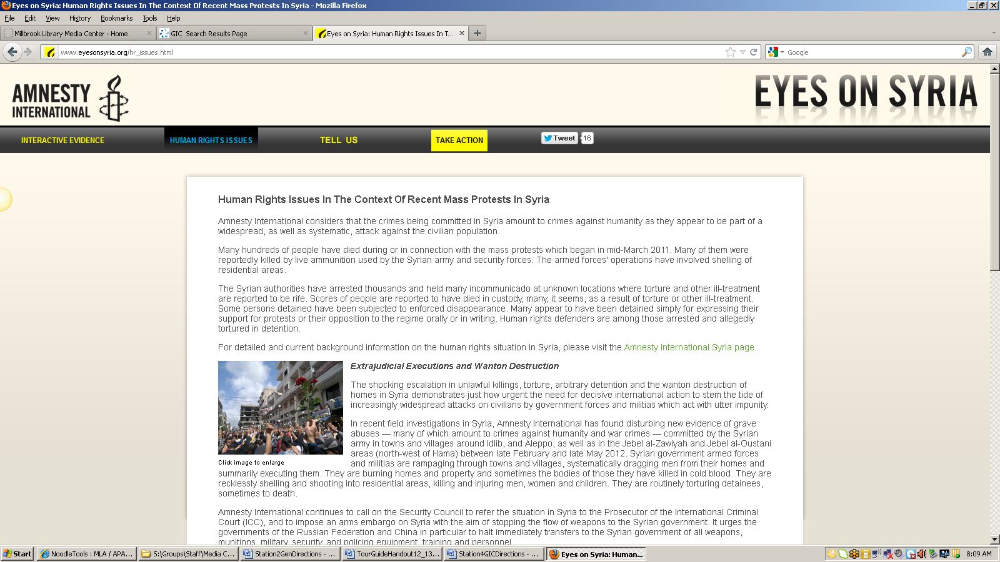 Eyes on Syria: Human Rights Issues In The Context Of Recent Mass Protests In Syria - Mozilla Firefox
File Edit View History Bookmarks Tools Help
Millbrook Library Media Center - Home
GIC Search Results Page
Eyes on Syria: Human Rights Issues In T...
www.eyesonsyria.org/hr_issues.html
Google
AMNESTY
INTERNATIONAL
EYES ON SYRIA
INTERACTIVE EVIDENCE
HUMAN RIGHTS ISSUES
TELL US
TAKE ACTION
Tweet 16
Human Rights Issues In The Context Of Recent Mass Protests In Syria
Amnesty International considers that the crimes being committed in Syria amount to crimes against humanity as they appear to be part of a
widespread, as well as systematic, attack against the civilian population.
Many hundreds of people have died during or in connection with the mass protests which began in mid-March 2011. Many of them were
reportedly killed by live ammunition used by the Syrian army and security forces. The armed forces' operations have involved shelling of
residential areas.
The Syrian authorities have arrested thousands and held many incommunicado at unknown locations where torture and other ill-treatment
are reported to be rife. Scores of people are reported to have died in custody, many, it seems, as a result of torture or other ill-treatment.
Some persons detained have been subjected to enforced disappearance. Many appear to have been detained simply for expressing their
support for protests or their opposition to the regime orally or in writing. Human rights defenders are among those arrested and allegedly
tortured in detention.
For detailed and current background information on the human rights situation in Syria, please visit the Amnesty International Syria page.
Extrajudicial Executions and Wanton Destruction
The shocking escalation in unlawful killings, torture, arbitrary detention and the wanton destruction of
homes in Syria demonstrates just how urgent the need for decisive international action to stem the tide of
increasingly widespread attacks on civilians by government forces and militias which act with utter impunity.
In recent field investigations in Syria, Amnesty International has found disturbing new evidence of grave
abuses — many of which amount to crimes against humanity and war crimes — committed by the Syrian
army in towns and villages around Idlib, and Aleppo, as well as in the Jebel al-Zawiyah and Jebel al-Oustani
areas (north-west of Hama) between late February and late May 2012. Syrian government armed forces
Click image to enlarge
and militias are rampaging through towns and villages, systematically dragging men from their homes and
summarily executing them. They are burning homes and property and sometimes the bodies of those they have killed in cold blood. They are
recklessly shelling and shooting into residential areas, killing and injuring men, women and children. They are routinely torturing detainees,
sometimes to death.
Amnesty International continues to call on the Security Council to refer the situation in Syria to the Prosecutor of the International Criminal
Court (ICC), and to impose an arms embargo on Syria with the aim of stopping the flow of weapons to the Syrian government. It urges the
governments of the Russian Federation and China in particular to halt immediately transfers to the Syrian government of all weapons,
munitions, military, security, and policing equipment, training and personnel
Start
NoodleTools : MLA / APA...
S:\Groups\Staff\Media C...
Station2GenDirections - ...
TourGuideHandout12_13...
Station4GICDirections - ...
Eyes on Syria: Human...
8:09 AM